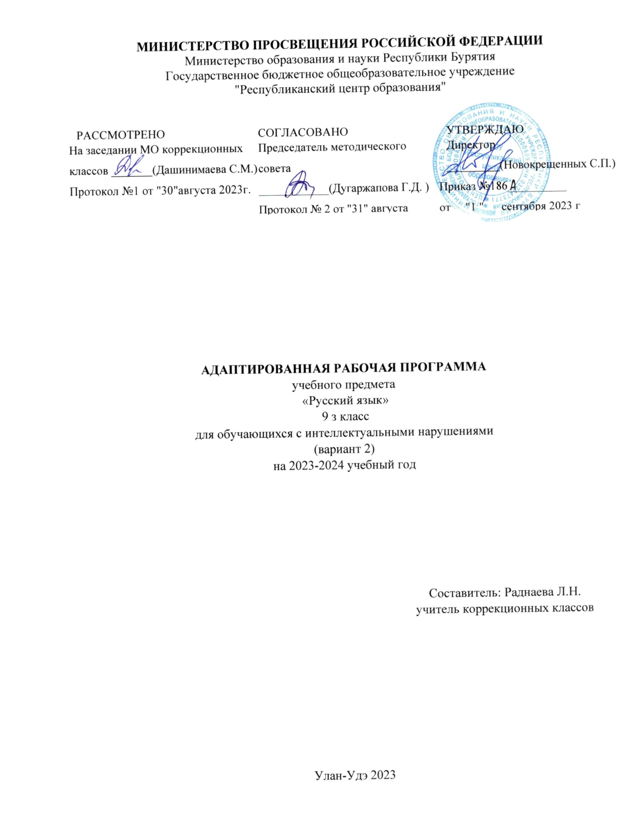 МИНИСТЕРСТВО ПРОСВЕЩЕНИЯ РОССИЙСКОЙ ФЕДЕРАЦИИ
Министерство образования и науки Республики Бурятия
Государственное бюджетное общеобразовательное учреждение
"Республиканский центр образования"
РАССМОТРЕНО
На заседании МО коррекционных
классов ______(Дашинимаева С.М.)
Протокол №1 от "30"августа 2023г.
СОГЛАСОВАНО
Председатель методического
совета
___________(Дугаржапова Г.Д. )
Протокол № 2 от "31" августа
УТВЕРЖДАЮ
Директор
(Новокрещенных С.П.)
Приказ №186 д
от "1 " сентября 2023 г
АДАПТИРОВАННАЯ РАБОЧАЯ ПРОГРАММА
учебного предмета
«Русский язык»
9 з класс
для обучающихся с интеллектуальными нарушениями
(вариант 2)
на 2023-2024 учебный год
Составитель: Раднаева Л.Н.
учитель коррекционных классов
Улан-Удэ 2023